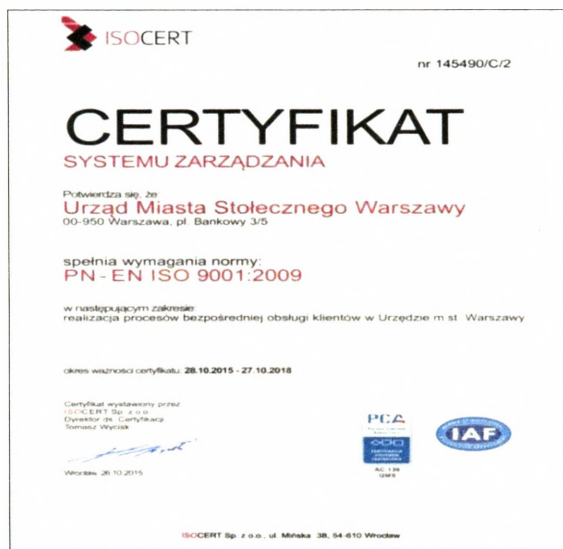 ISOCERT
nr 145490/C/2
CERTYFIKAT
SYSTEMU ZARZĄDZANIA
Potwierdza się, że
Urząd Miasta Stołecznego Warszawy
00-950 Warszawa, pl. Bankowy 3/5
spełnia wymagania normy:
PN-EN ISO 9001:2009
w następującym zakresie:
realizacja procesów bezpośredniej obsługi klientów w Urzędzie m st. Warszawy
okres ważności certyfikatu: 28.10.2015 - 27.10.2018
Certyfikat wystawiony przez
ISOCERT Sp. z o.o.
Dyrektor ds. Certyfikacji
Tomasz Wycisk
Wrocław, 28.10.2015
PCA
AC 138
QMS
IAF
ISOCERT Sp. z o.o., ul. Mińska 38, 54-610 Wrocław